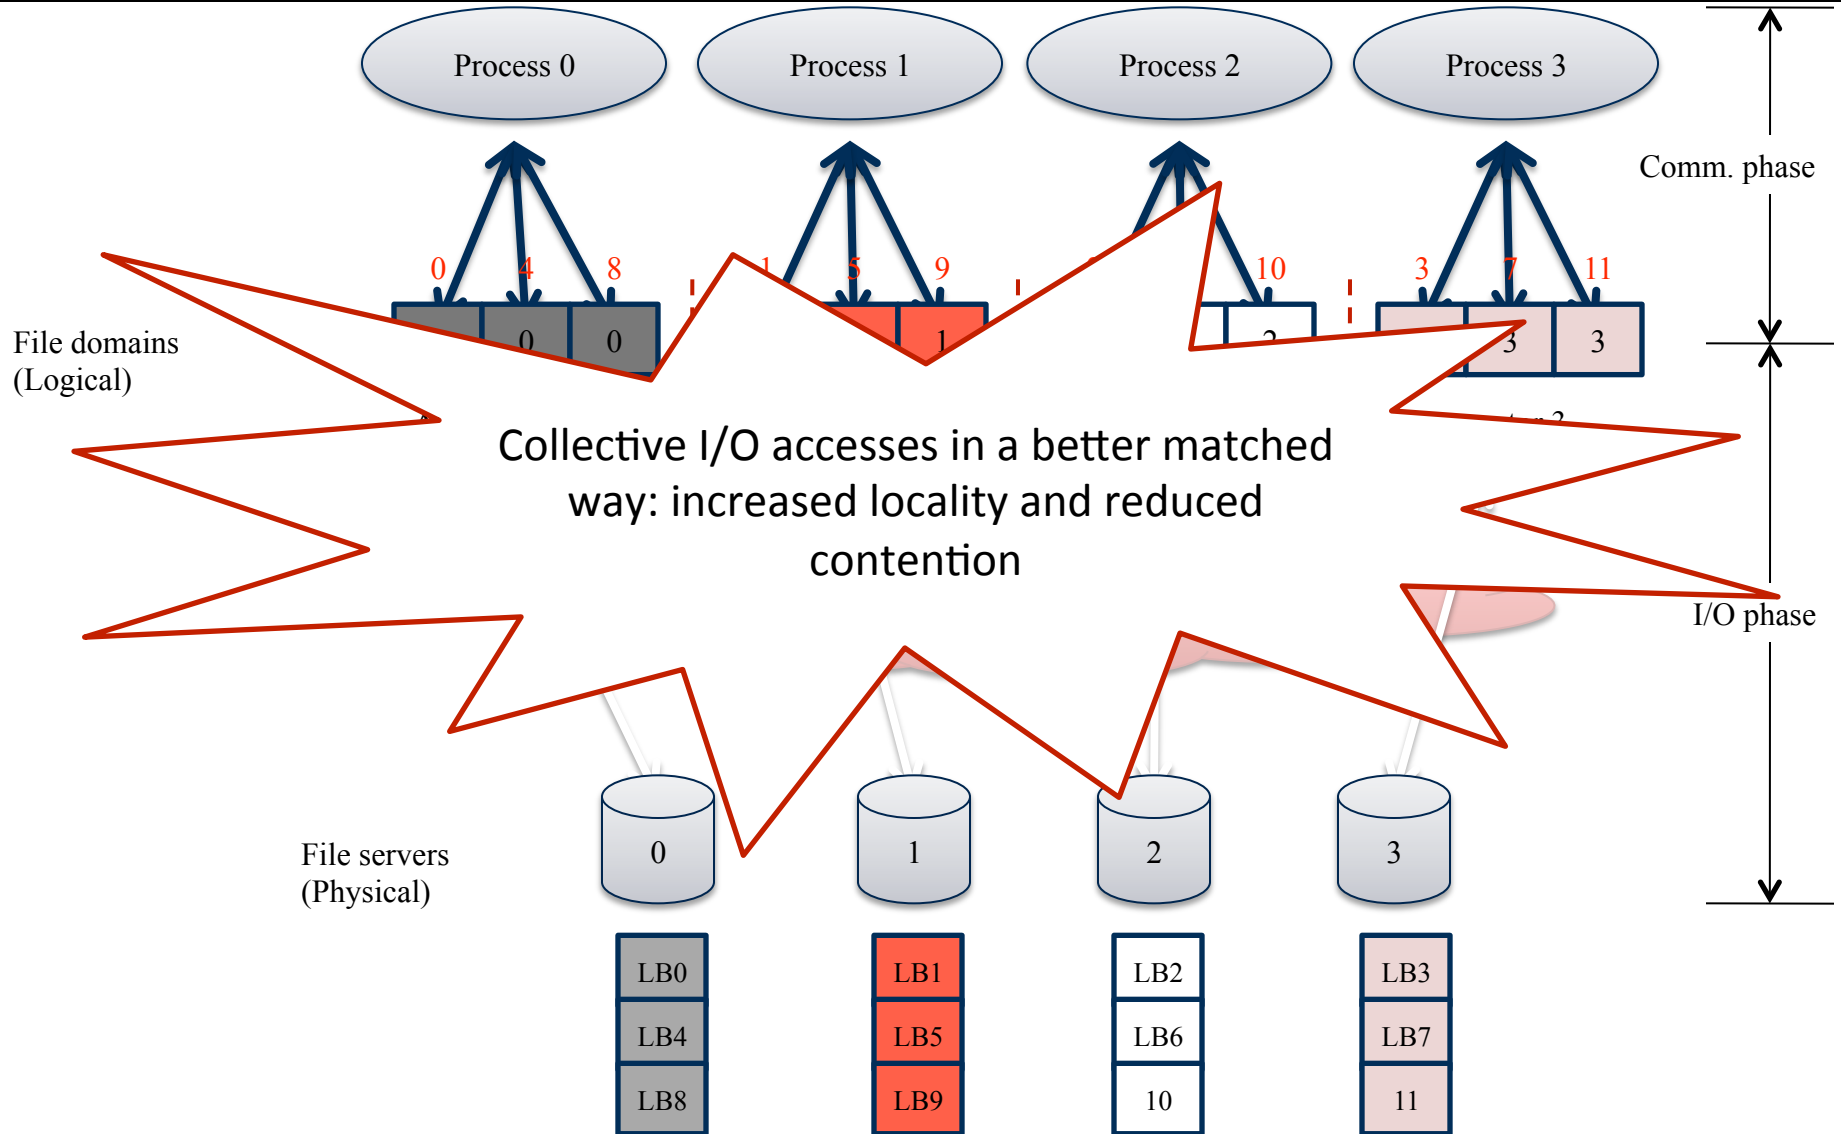 Process 0
Process 1
Process 2
Process 3
Comm. phase
0 4 8 1 5 9 10 3 7 11
File domains
(Logical)
0 0 1 2 3 3
Collective I/O accesses in a better matched
way: increased locality and reduced
contention
I/O phase
File servers
(Physical)
0 1 2 3
LB0 LB1 LB2 LB3
LB4 LB5 LB6 LB7
LB8 LB9 10 11